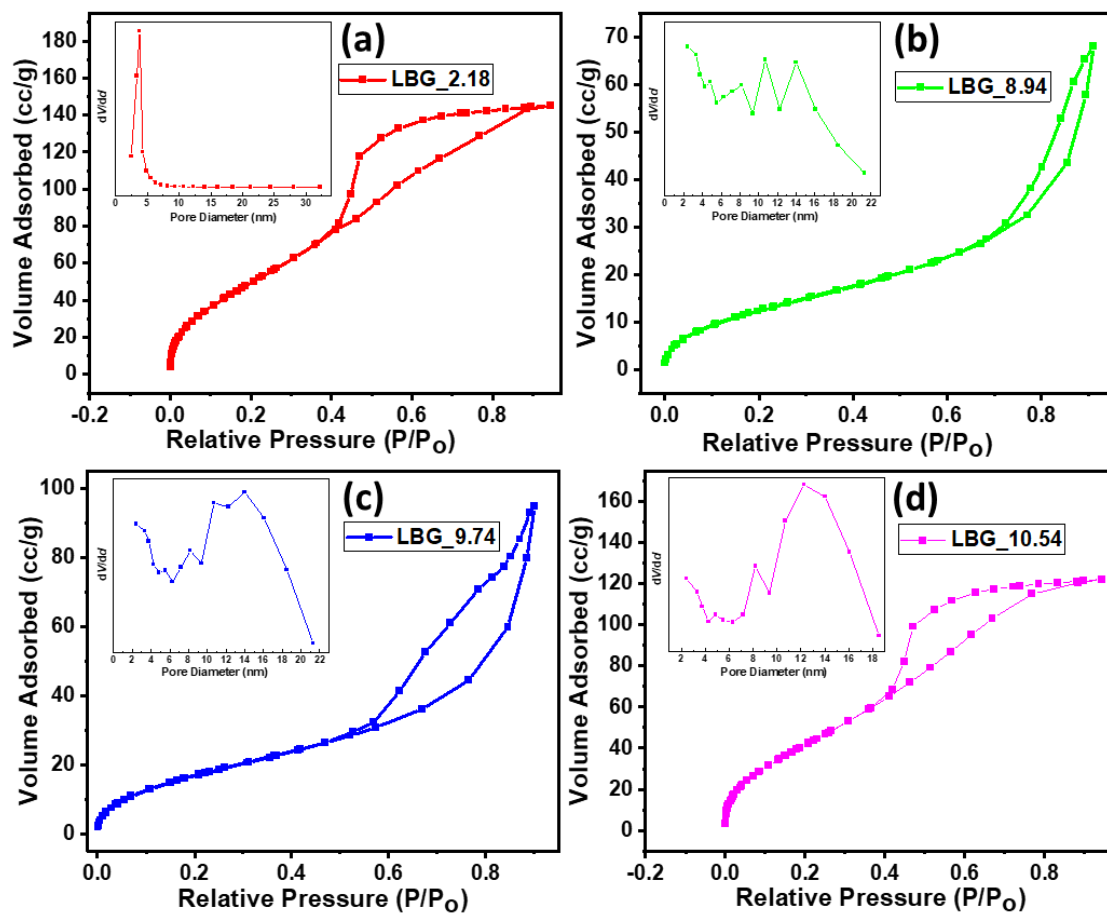 (a)
LBG_2.18
Volume Adsorbed (cc/g)
180
160
140
120
100
80
60
40
20
0
-0.2 0.0 0.2 0.4 0.6 0.8
Relative Pressure (P/Po)
dV/dd
0 5 10 15 20 25 30
Pore Diameter (nm)
(b)
LBG_8.94
Volume Adsorbed (cc/g)
70
60
50
40
30
20
10
0
0.0 0.2 0.4 0.6 0.8
Relative Pressure (P/Po)
dV/dd
0 2 4 6 8 10 12 14 16 18 20 22
Pore Diameter (nm)
(c)
LBG_9.74
Volume Adsorbed (cc/g)
100
80
60
40
20
0
0.0 0.2 0.4 0.6 0.8
Relative Pressure (P/Po)
dV/dd
0 2 4 6 8 10 12 14 16 18 20 22
Pore Diameter (nm)
(d)
LBG_10.54
Volume Adsorbed (cc/g)
160
140
120
100
80
60
40
20
0
-0.2 0.0 0.2 0.4 0.6 0.8
Relative Pressure (P/Po)
dV/dd
2 4 6 8 10 12 14 16 18
Pore Diameter (nm)